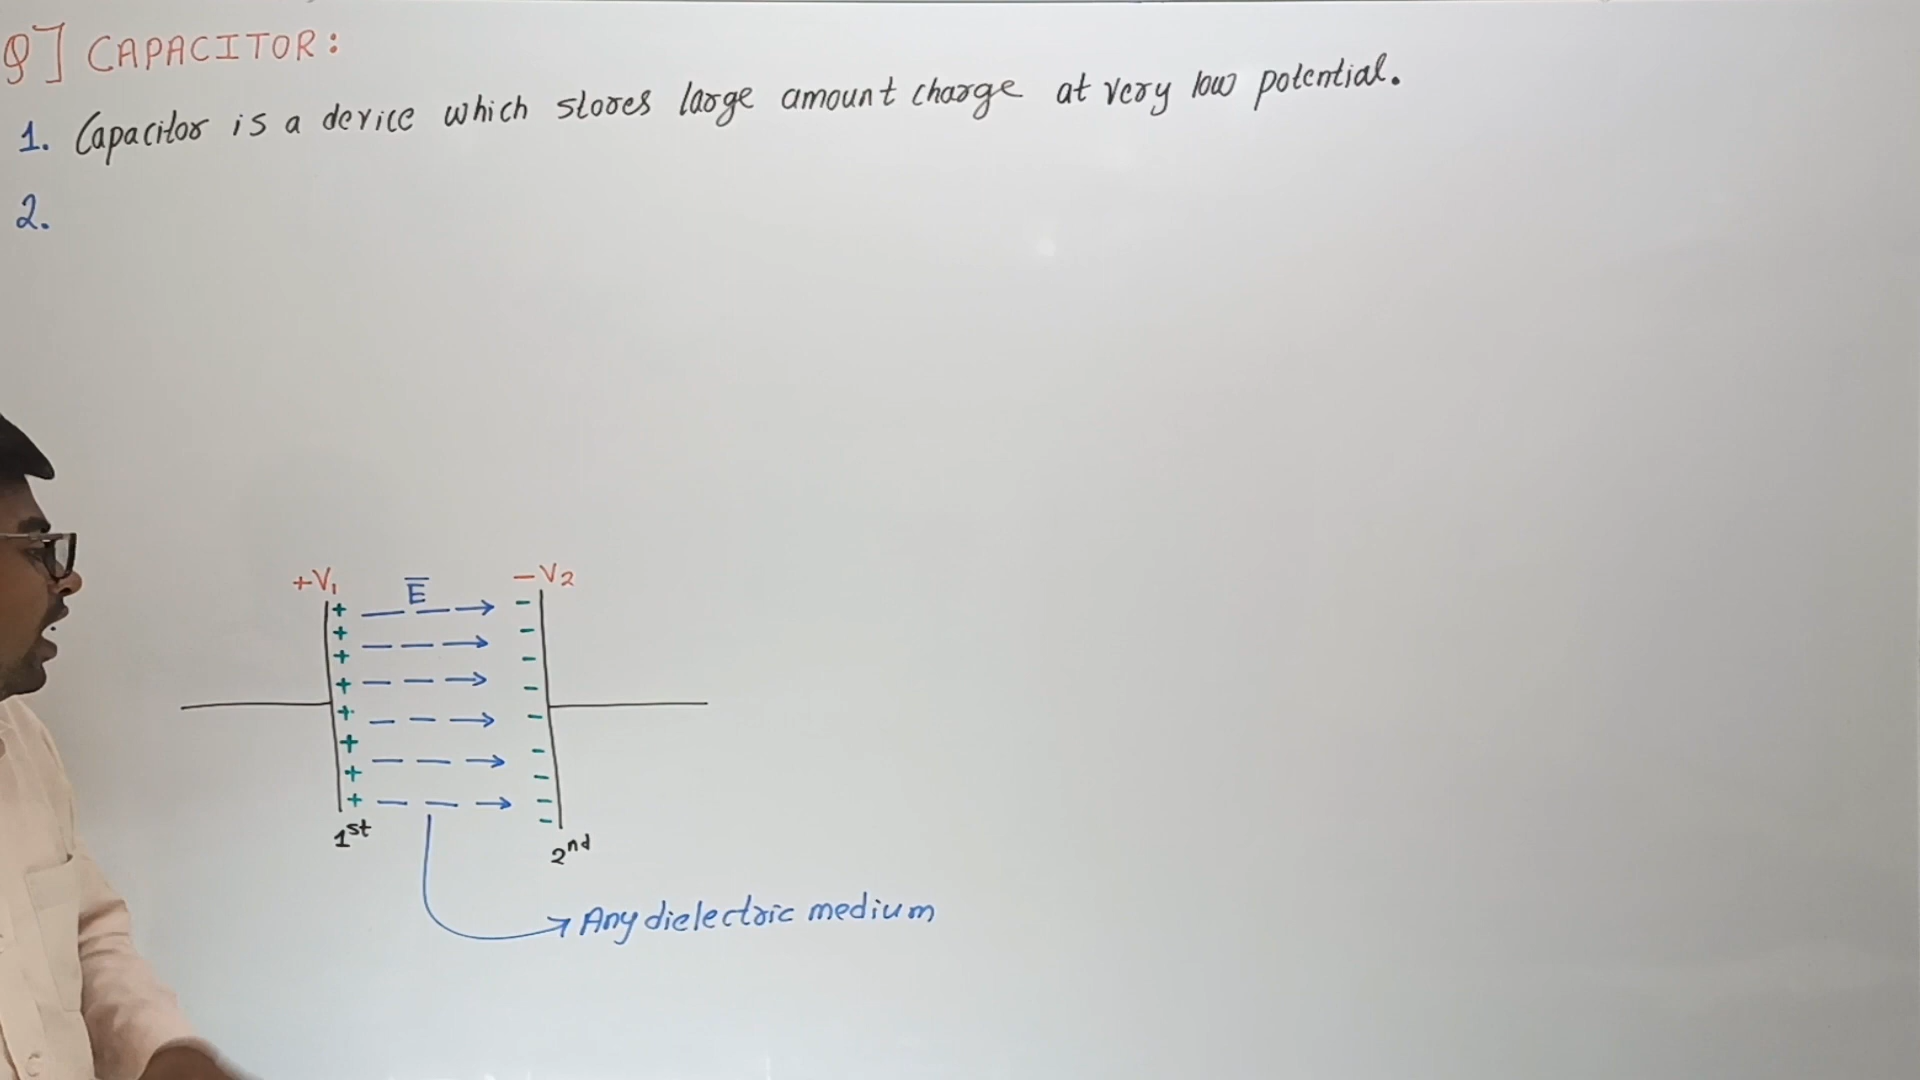 Q] CAPACITOR:
1. Capacitor is a device which stores large amount charge at very low potential.
2.
+V₁ E̅ -V₂
1st
2nd
Any dielectric medium